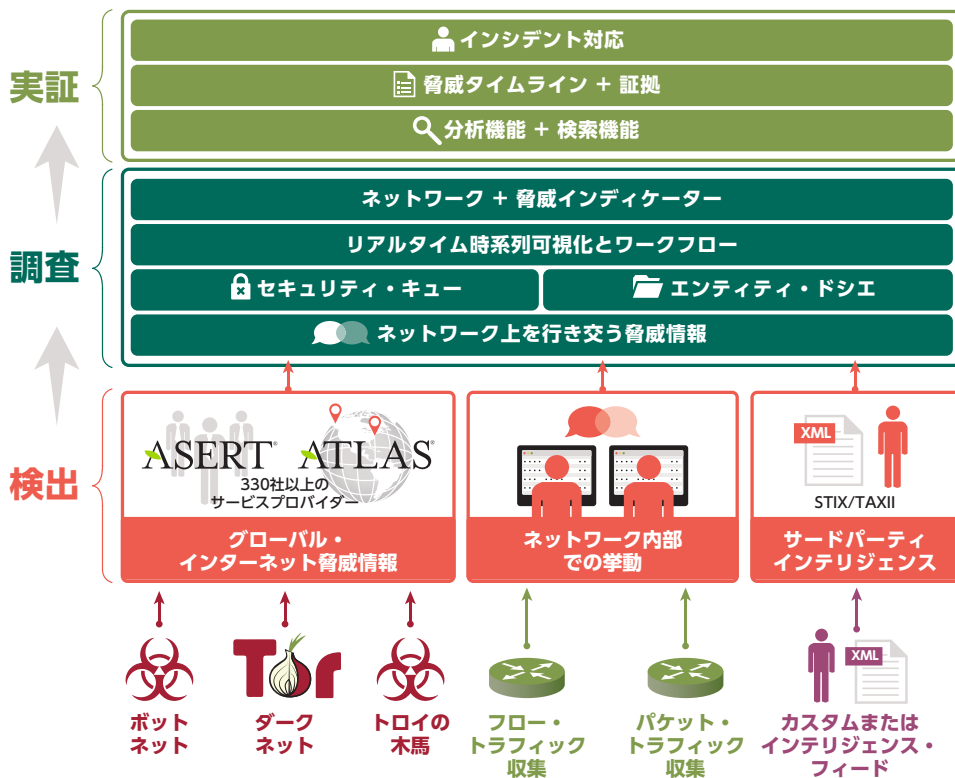 実証
インシデント対応
脅威タイムライン + 証拠
分析機能 + 検索機能
調査
ネットワーク + 脅威インディケーター
リアルタイム時系列可視化とワークフロー
セキュリティ・キュー
エンティティ・ドシエ
ネットワーク上を行き交う脅威情報
検出
ASERT®
ATLAS®
330社以上の
サービスプロバイダー
グローバル・
インターネット脅威情報
ネットワーク内部
での挙動
XML
STIX/TAXII
サードパーティ
インテリジェンス
ボット
ネット
Tor
ダーク
ネット
トロイの
木馬
フロー・
トラフィック
収集
パケット・
トラフィック
収集
XML
カスタムまたは
インテリジェンス・
フィード